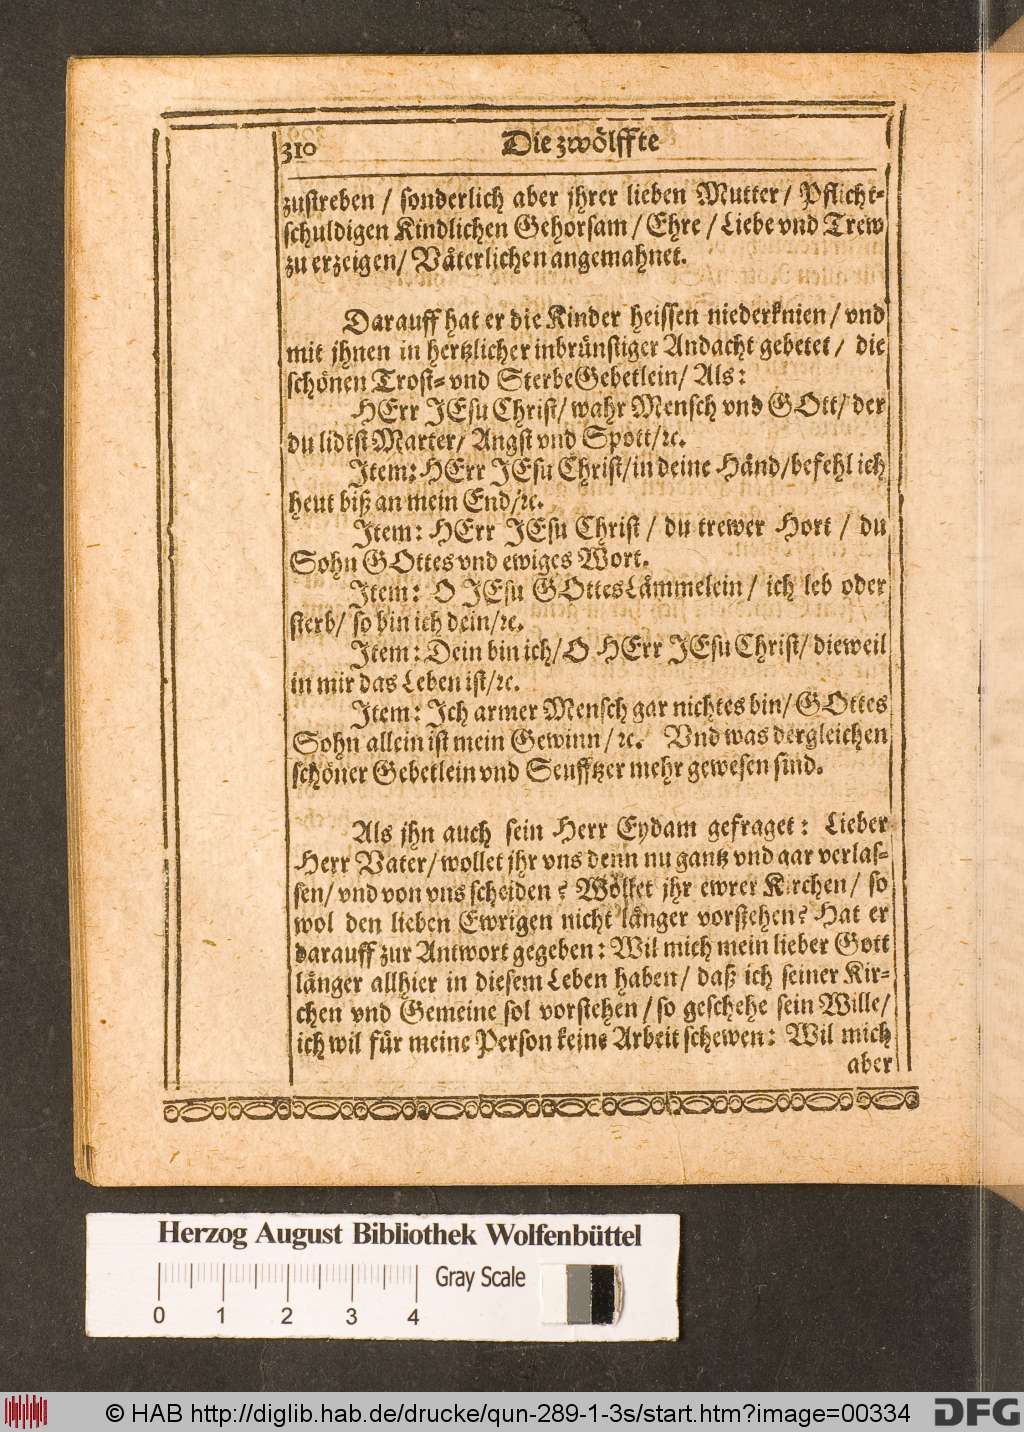 310
Die zwölffte
zustreben / sonderlich aber jhrer lieben Mutter / Pflicht-
schuldigen Kindlichen Gehorsam / Ehre / Liebe vnd Trew
zu erzeigen / Väterlichen angemahnet.
Darauff hat er die Kinder heissen niederknien / vnd
mit jhnen in hertzlicher inbrünstiger Andacht gebetet / die
schönen Trost- vnd SterbeGebetlein / Als:
HErr JEsu Christ / wahr Mensch vnd GOtt / der
du lidtst Marter / Angst vnd Spott / ꝛc.
Item: HErr JEsu Christ / in deine Händ / befehl ich
heut biß an mein End / ꝛc.
Item: HErr JEsu Christ / du trewer Hort / du
Sohn GOttes vnd ewiges Wort.
Item: O JEsu GOttesLämmelein / ich leb oder
sterb / so bin ich dein / ꝛc.
Item: Dein bin ich / O HErr JEsu Christ / dieweil
in mir das Leben ist / ꝛc.
Item: Ich armer Mensch gar nichtes bin / GOttes
Sohn allein ist mein Gewinn / ꝛc. Vnd was dergleichen
schöner Gebetlein vnd Seufftzer mehr gewesen sind.
Als jhn auch sein Herr Eydam gefraget: Lieber
Herr Vater / wollet jhr vns denn nu gantz vnd gar verlas-
sen / vnd von vns scheiden? Wollet jhr ewrer Kirchen / so
wol den lieben Ewrigen nicht länger vorstehen? Hat er
darauff zur Antwort gegeben: Wil mich mein lieber Gott
länger allhier in diesem Leben haben / daß ich seiner Kir-
chen vnd Gemeine sol vorstehen / so geschehe sein Wille /
ich wil für meine Person keine Arbeit schewen: Wil mich
aber
Herzog August Bibliothek Wolfenbüttel
Gray Scale
0 1 2 3 4
© HAB http://diglib.hab.de/drucke/qun-289-1-3s/start.htm?image=00334
DFG